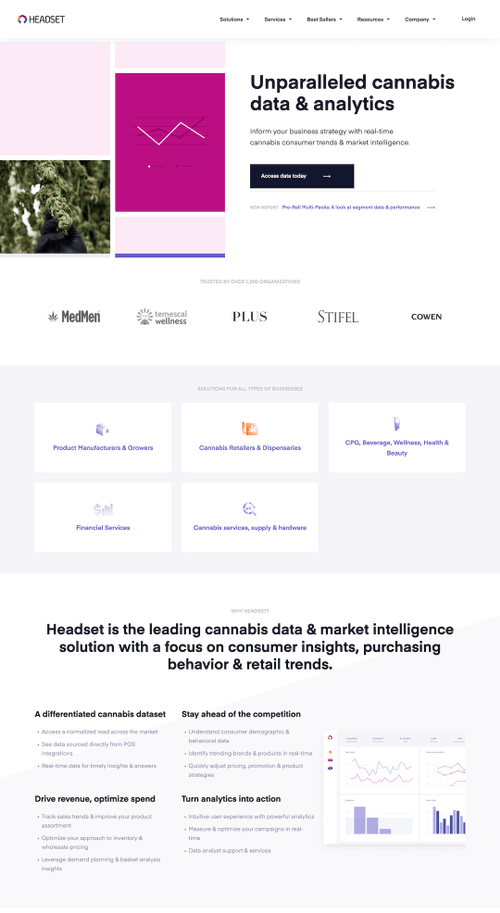 HEADSET
Solutions Services Best Sellers Resources Company Login
Unparalleled cannabis
data & analytics
Inform your business strategy with real-time
cannabis consumer trends & market intelligence.
Access data today
NEW REPORT: Pre-Roll Multi-Packs: A look at segment data & performance
TRUSTED BY OVER 1,300 ORGANIZATIONS
MedMen temescal wellness PLUS STIFEL COWEN
SOLUTIONS FOR ALL TYPES OF BUSINESSES
Product Manufacturers & Growers
Cannabis Retailers & Dispensaries
CPG, Beverage, Wellness, Health &
Beauty
Financial Services
Cannabis services, supply & hardware
WHY HEADSET?
Headset is the leading cannabis data & market intelligence
solution with a focus on consumer insights, purchasing
behavior & retail trends.
A differentiated cannabis dataset
• Access a normalized read across the market
• See data sourced directly from POS
integrations
• Real-time data for timely insights & answers
Stay ahead of the competition
• Understand consumer demographic &
behavioral data
• Identify trending brands & products in real-time
• Quickly adjust pricing, promotion & product
strategies
Drive revenue, optimize spend
• Track sales trends & improve your product
assortment
• Optimize your approach to inventory &
wholesale pricing
• Leverage demand planning & basket analysis
insights
Turn analytics into action
• Intuitive user experience with powerful analytics
• Measure & optimize your campaigns in real-
time
• Data analyst support & services